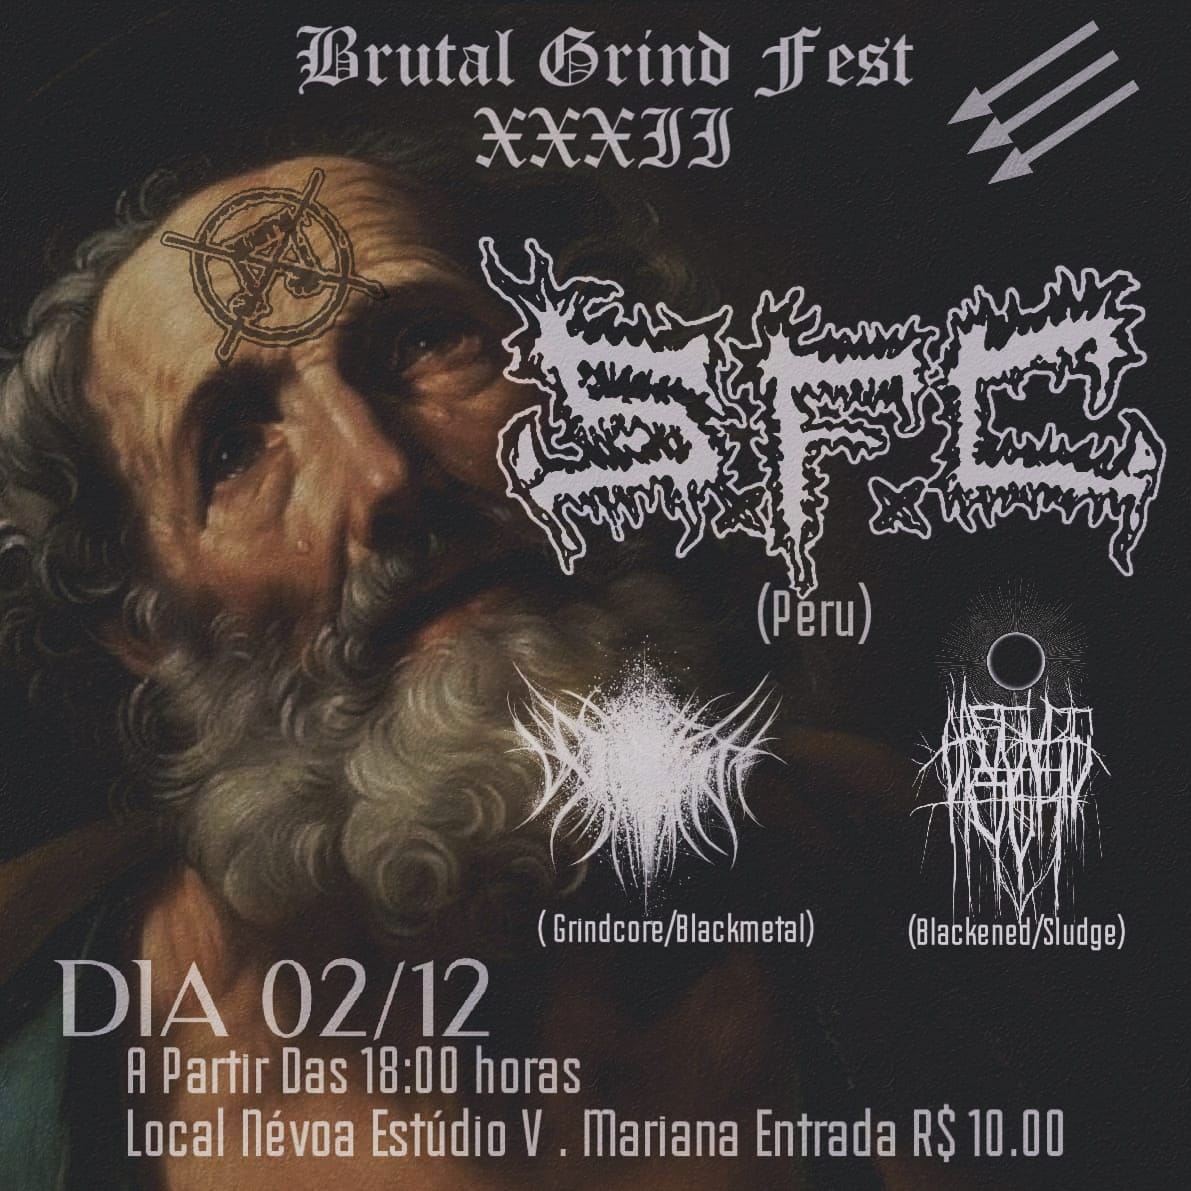 Brutal Grind Fest
XXXII
S.F.C
(Peru)
( Grindcore/Blackmetal)
(Blackened/Sludge)
DIA 02/12
A Partir Das 18:00 horas
Local Névoa Estúdio V . Mariana Entrada R$ 10.00